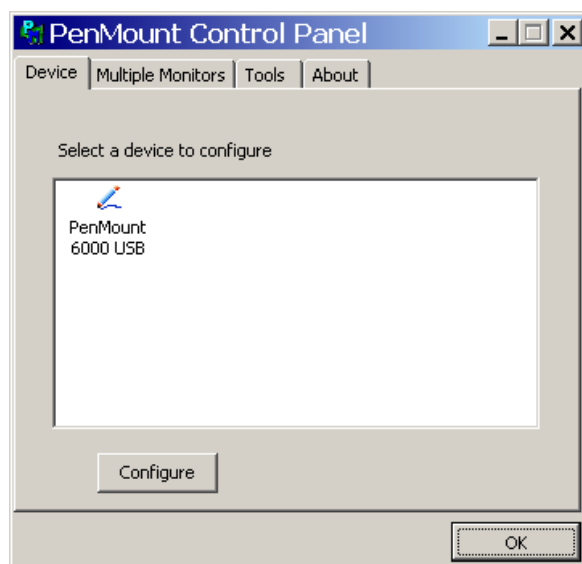 PenMount Control Panel
Device Multiple Monitors Tools About
Select a device to configure
PenMount
6000 USB
Configure
OK